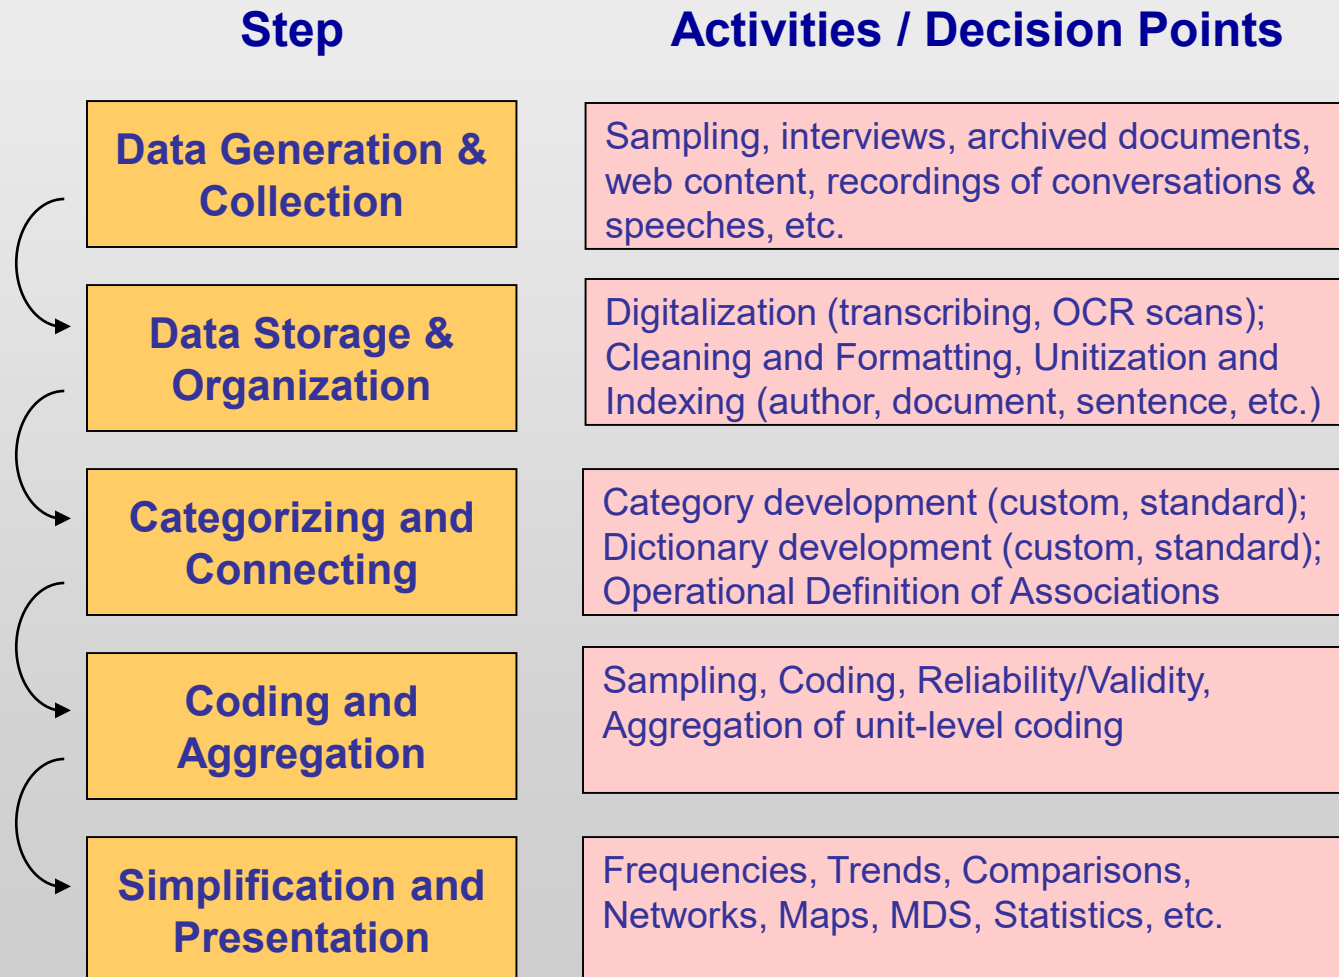 Step
Activities / Decision Points
Data Generation &
Collection
Sampling, interviews, archived documents,
web content, recordings of conversations &
speeches, etc.
Data Storage &
Organization
Digitalization (transcribing, OCR scans);
Cleaning and Formatting, Unitization and
Indexing (author, document, sentence, etc.)
Categorizing and
Connecting
Category development (custom, standard);
Dictionary development (custom, standard);
Operational Definition of Associations
Coding and
Aggregation
Sampling, Coding, Reliability/Validity,
Aggregation of unit-level coding
Simplification and
Presentation
Frequencies, Trends, Comparisons,
Networks, Maps, MDS, Statistics, etc.